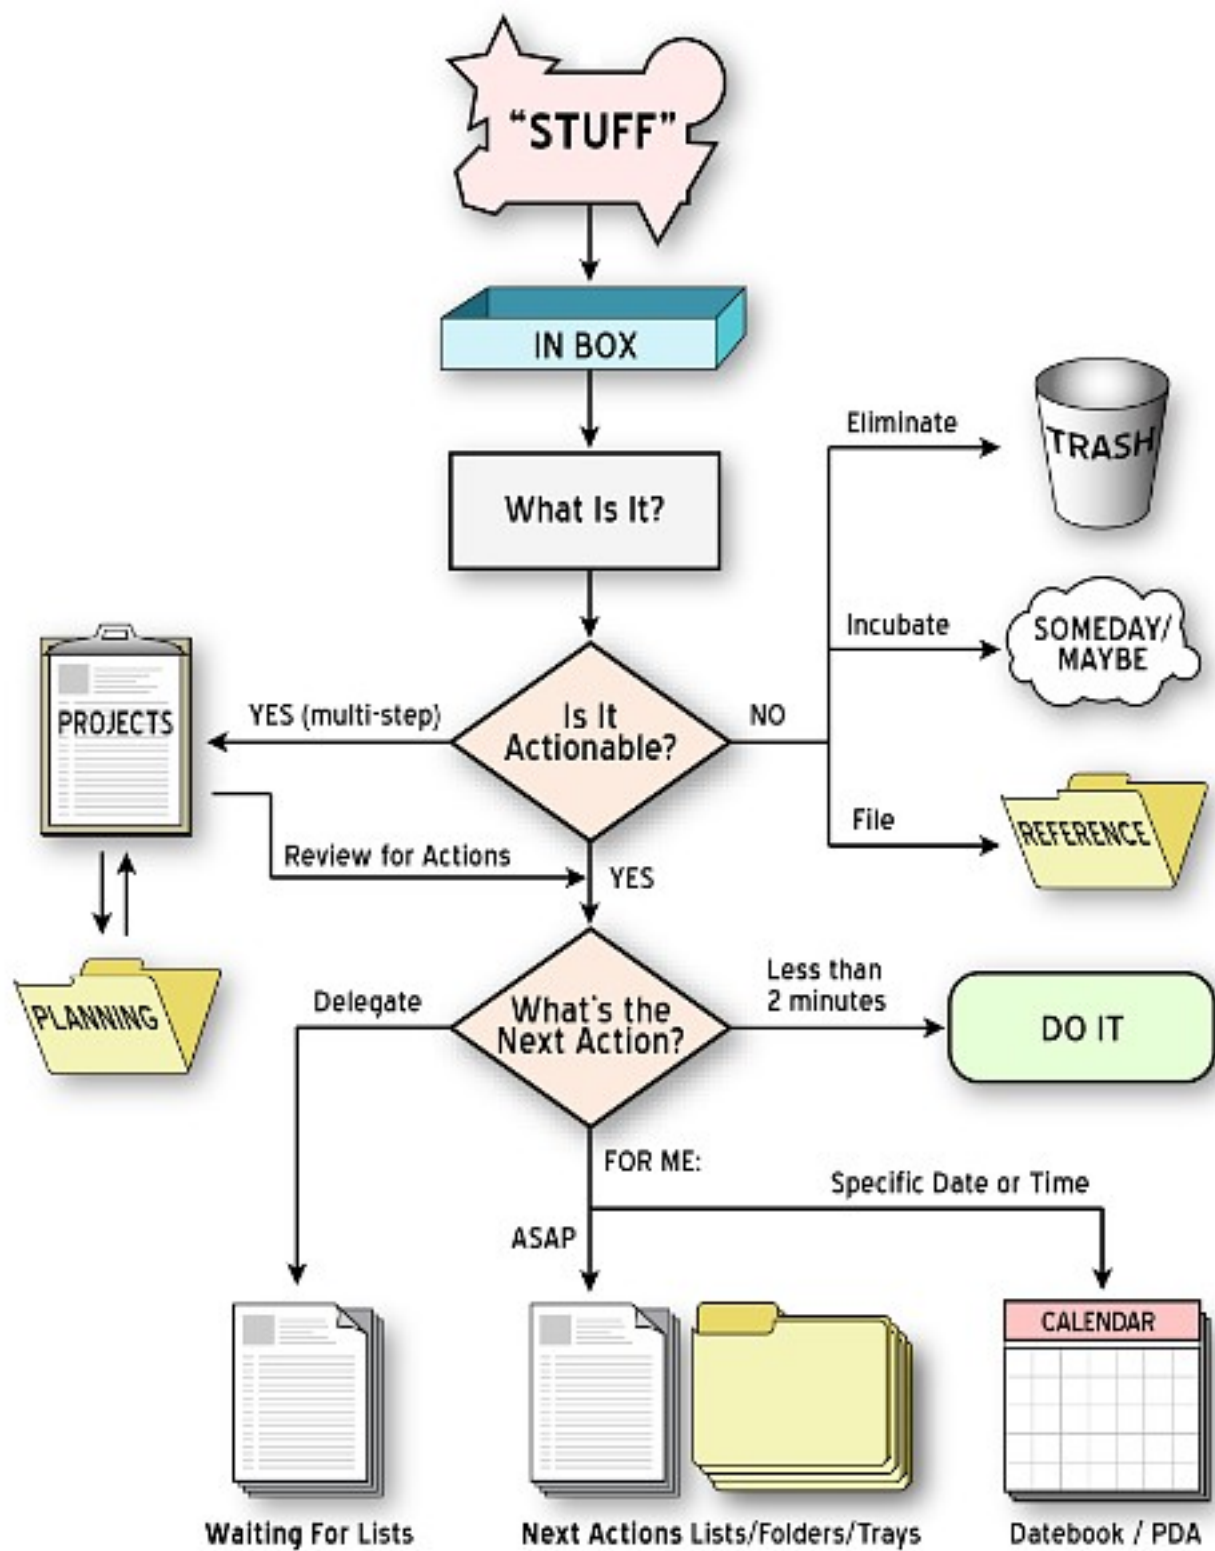 “STUFF”
IN BOX
What Is It?
Eliminate
TRASH
Incubate
SOMEDAY/
MAYBE
File
REFERENCE
NO
Is It
Actionable?
YES (multi-step)
PROJECTS
Review for Actions
YES
PLANNING
Delegate
What's the
Next Action?
Less than
2 minutes
DO IT
FOR ME:
Specific Date or Time
ASAP
CALENDAR
Waiting For Lists
Next Actions Lists/Folders/Trays
Datebook / PDA